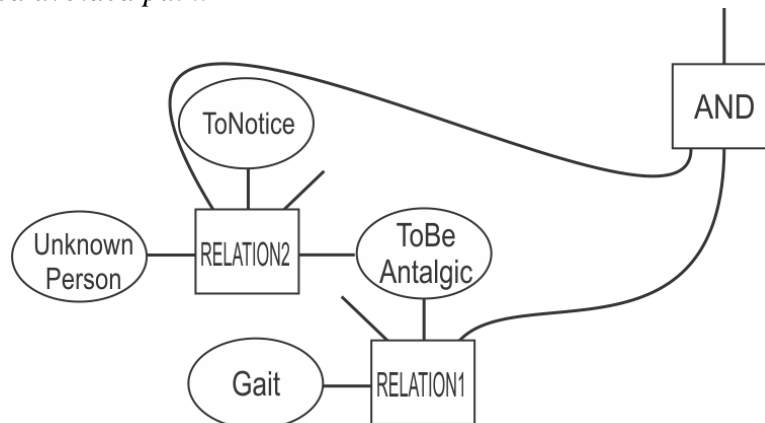 AND
ToNotice
Unknown
Person
RELATION2
ToBe
Antalgic
Gait
RELATION1